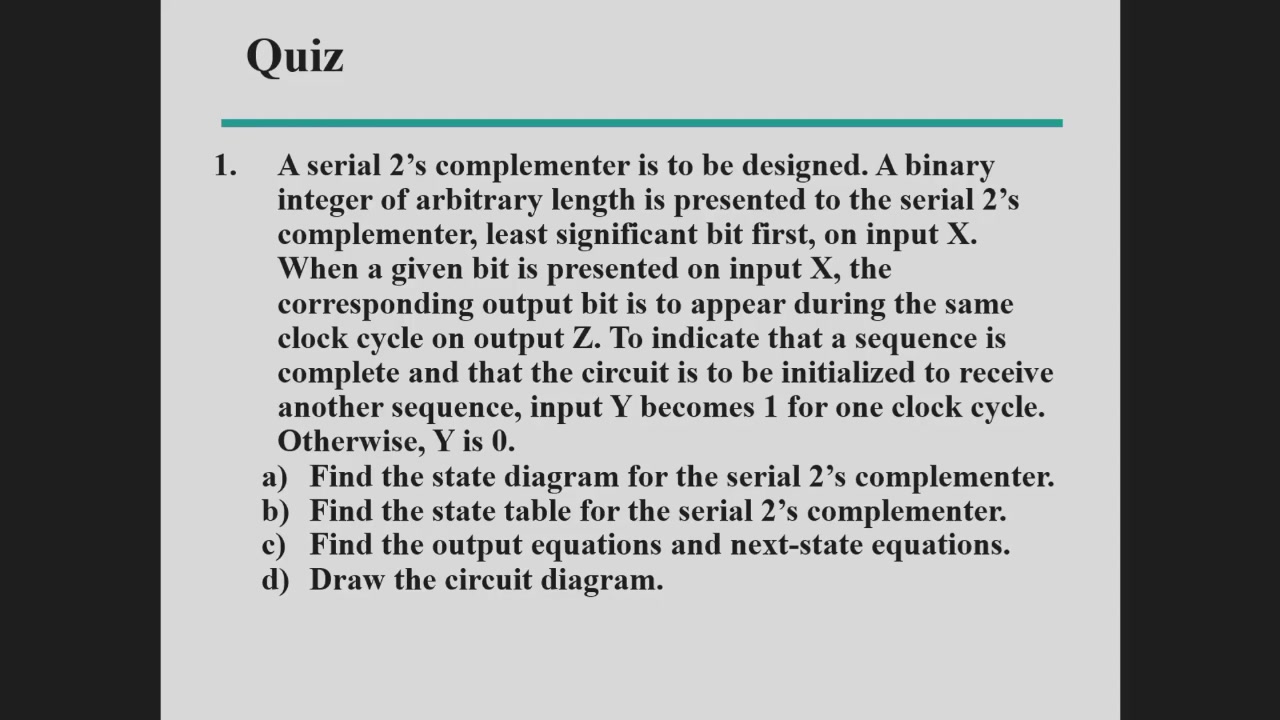 Quiz
1. A serial 2’s complementer is to be designed. A binary
integer of arbitrary length is presented to the serial 2’s
complementer, least significant bit first, on input X.
When a given bit is presented on input X, the
corresponding output bit is to appear during the same
clock cycle on output Z. To indicate that a sequence is
complete and that the circuit is to be initialized to receive
another sequence, input Y becomes 1 for one clock cycle.
Otherwise, Y is 0.
a) Find the state diagram for the serial 2’s complementer.
b) Find the state table for the serial 2’s complementer.
c) Find the output equations and next-state equations.
d) Draw the circuit diagram.